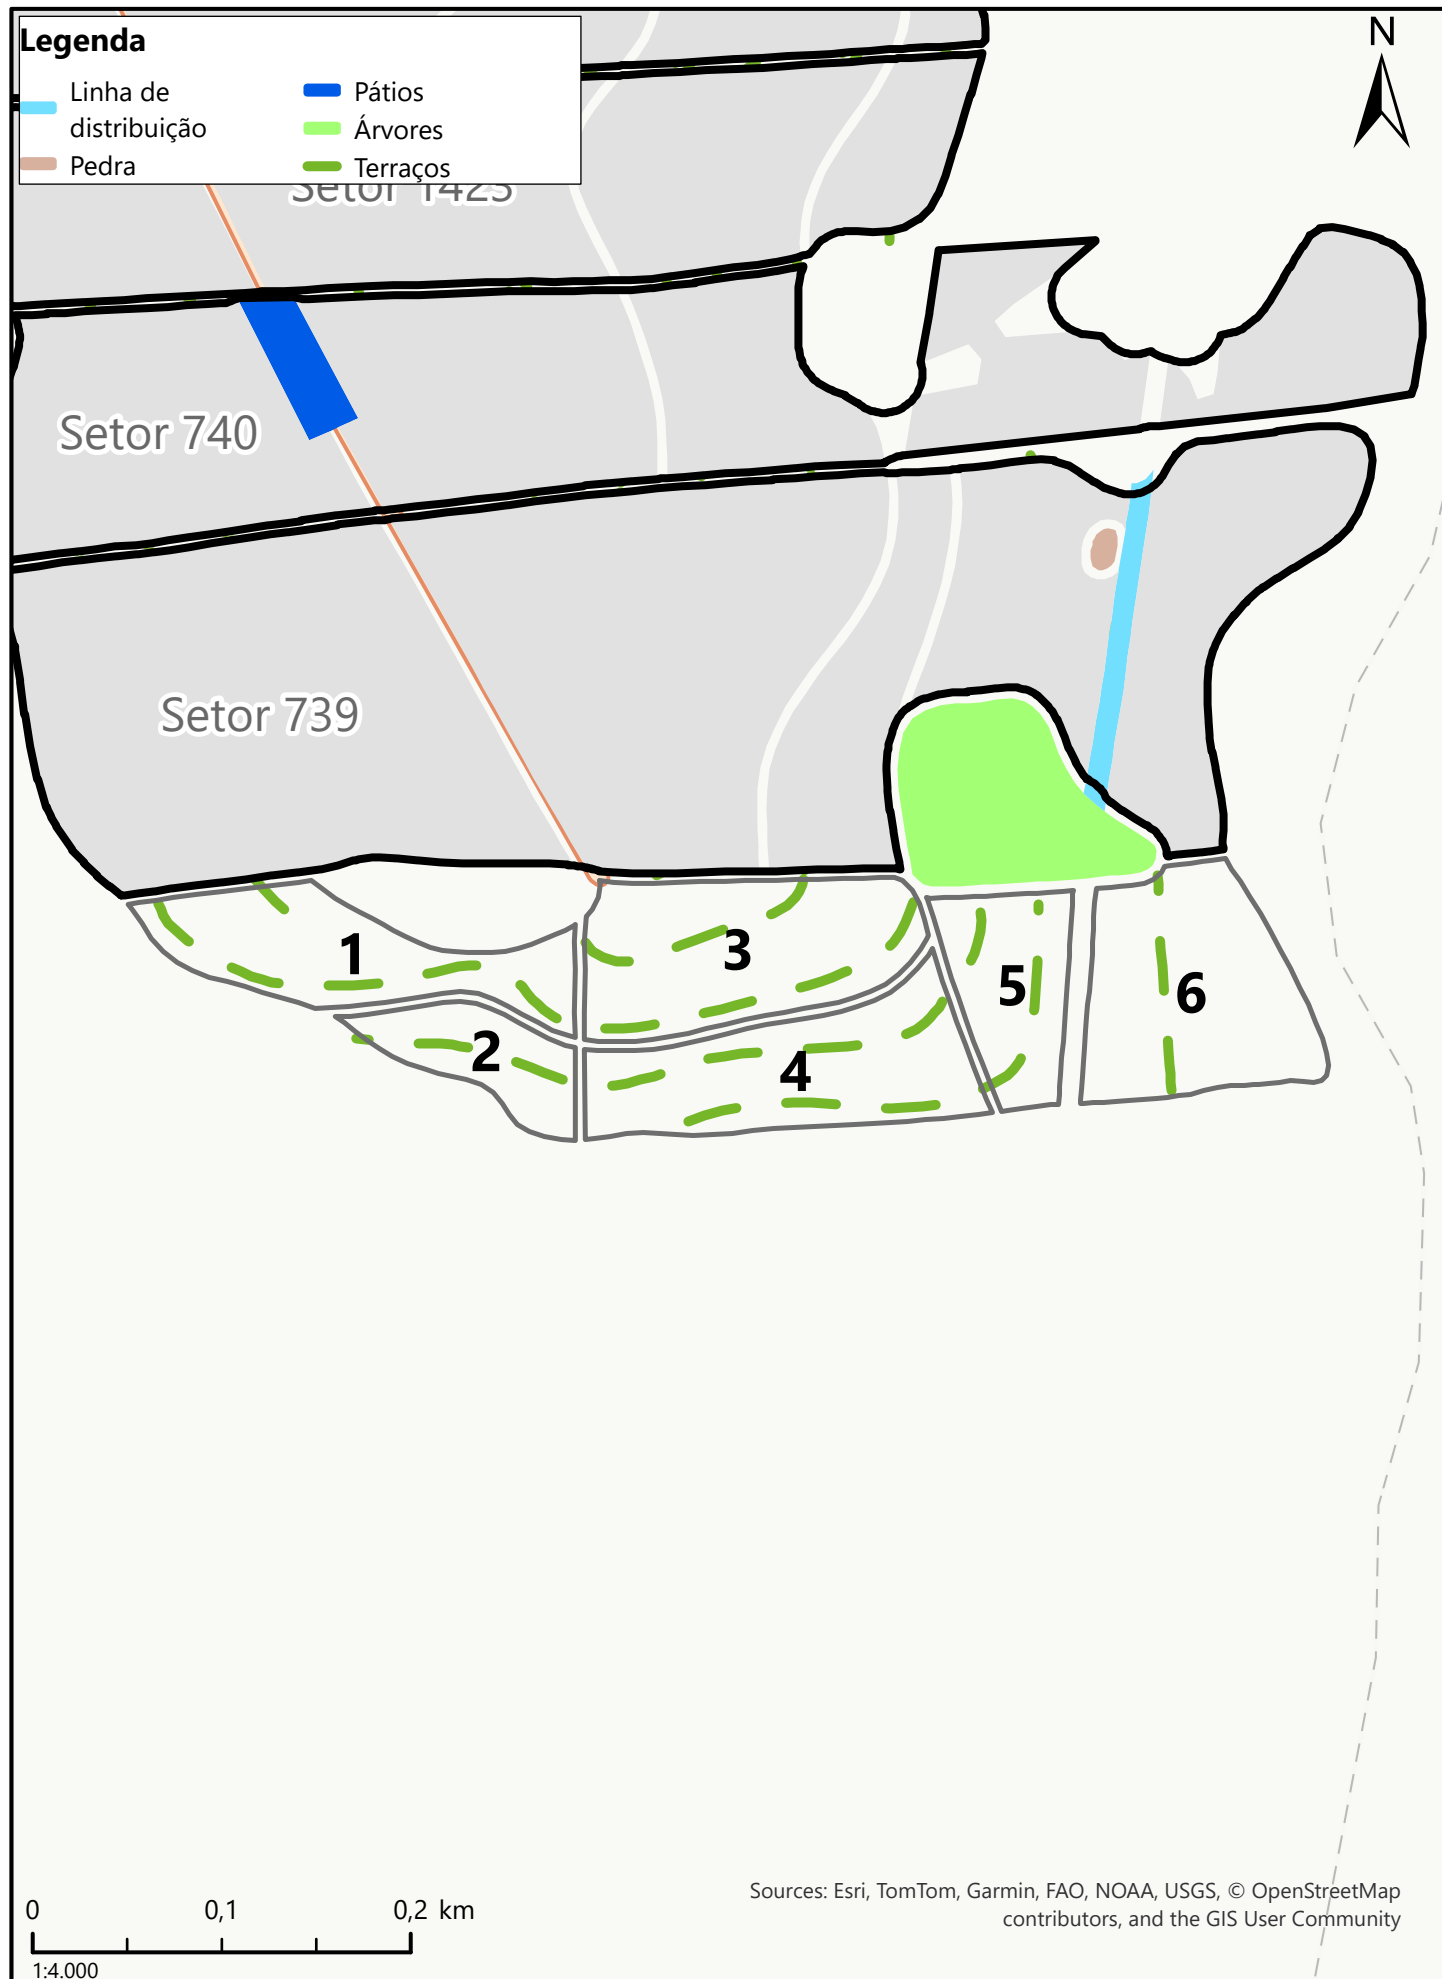 Legenda
Linha de
distribuição
Pedra
Pátios
Árvores
Terraços
N
Setor 1423
Setor 740
Setor 739
1
2
3
4
5
6
0 0,1 0,2 km
1:4.000
Sources: Esri, TomTom, Garmin, FAO, NOAA, USGS, © OpenStreetMap
contributors, and the GIS User Community